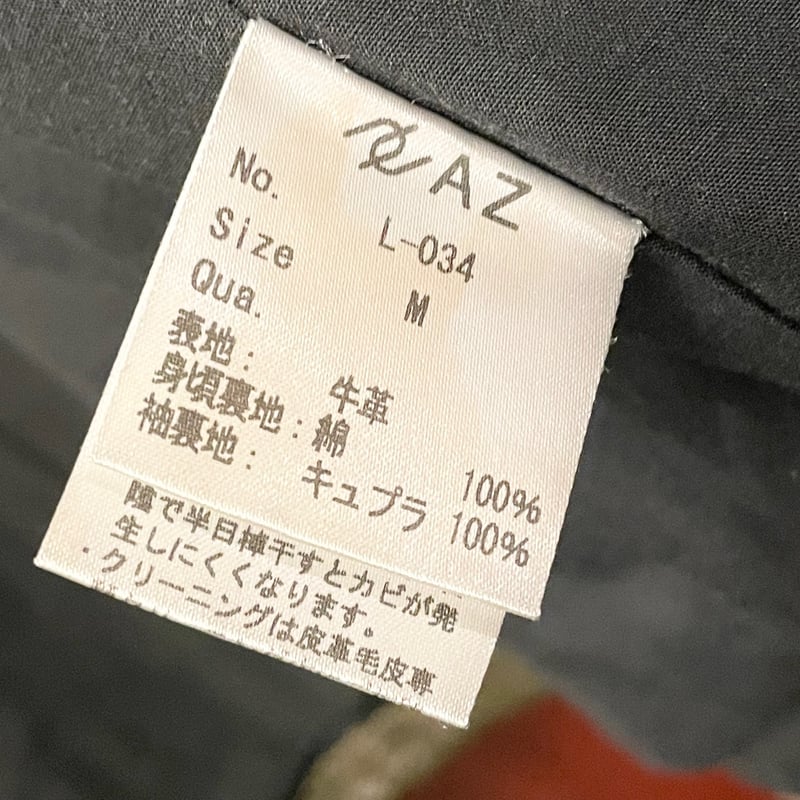 AZ
No. L-034
Size M
Qua.
表地: 牛革
身頃裏地: 綿 100%
袖裏地: キュプラ 100%
陰で半日棒干すとカビが発
生しにくくなります。
・クリーニングは皮革毛皮専